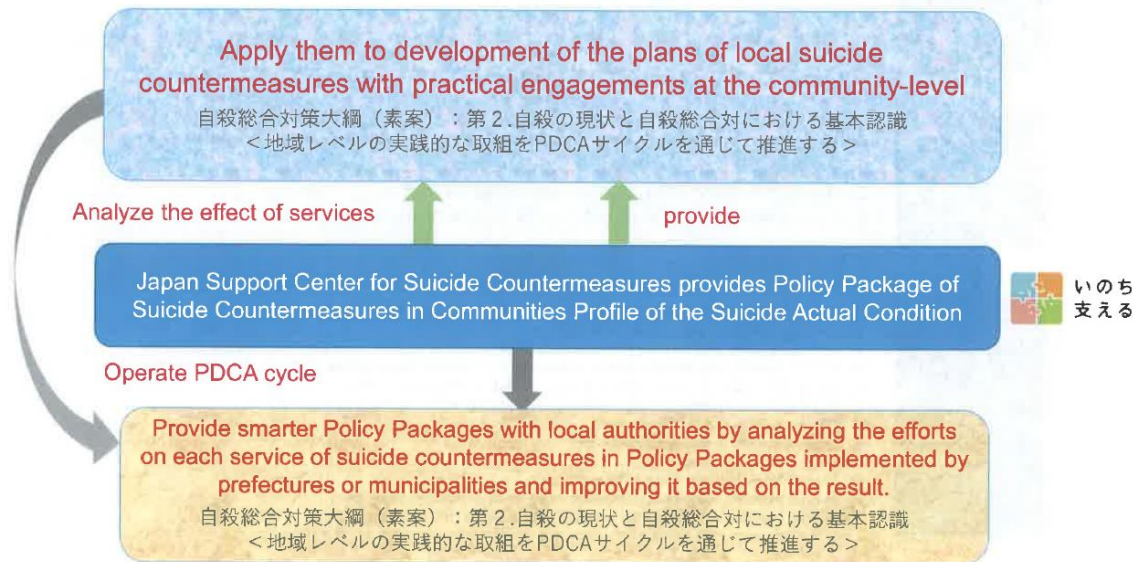 Apply them to development of the plans of local suicide
countermeasures with practical engagements at the community-level
自殺総合対策大綱（素案）：第２.自殺の現状と自殺総合対における基本認識
＜地域レベルの実践的な取組をPDCAサイクルを通じて推進する＞
Analyze the effect of services
provide
Japan Support Center for Suicide Countermeasures provides Policy Package of
Suicide Countermeasures in Communities Profile of the Suicide Actual Condition
いのち
支える
Operate PDCA cycle
Provide smarter Policy Packages with local authorities by analyzing the efforts
on each service of suicide countermeasures in Policy Packages implemented by
prefectures or municipalities and improving it based on the result.
自殺総合対策大綱（素案）：第２.自殺の現状と自殺総合対における基本認識
＜地域レベルの実践的な取組をPDCAサイクルを通じて推進する＞